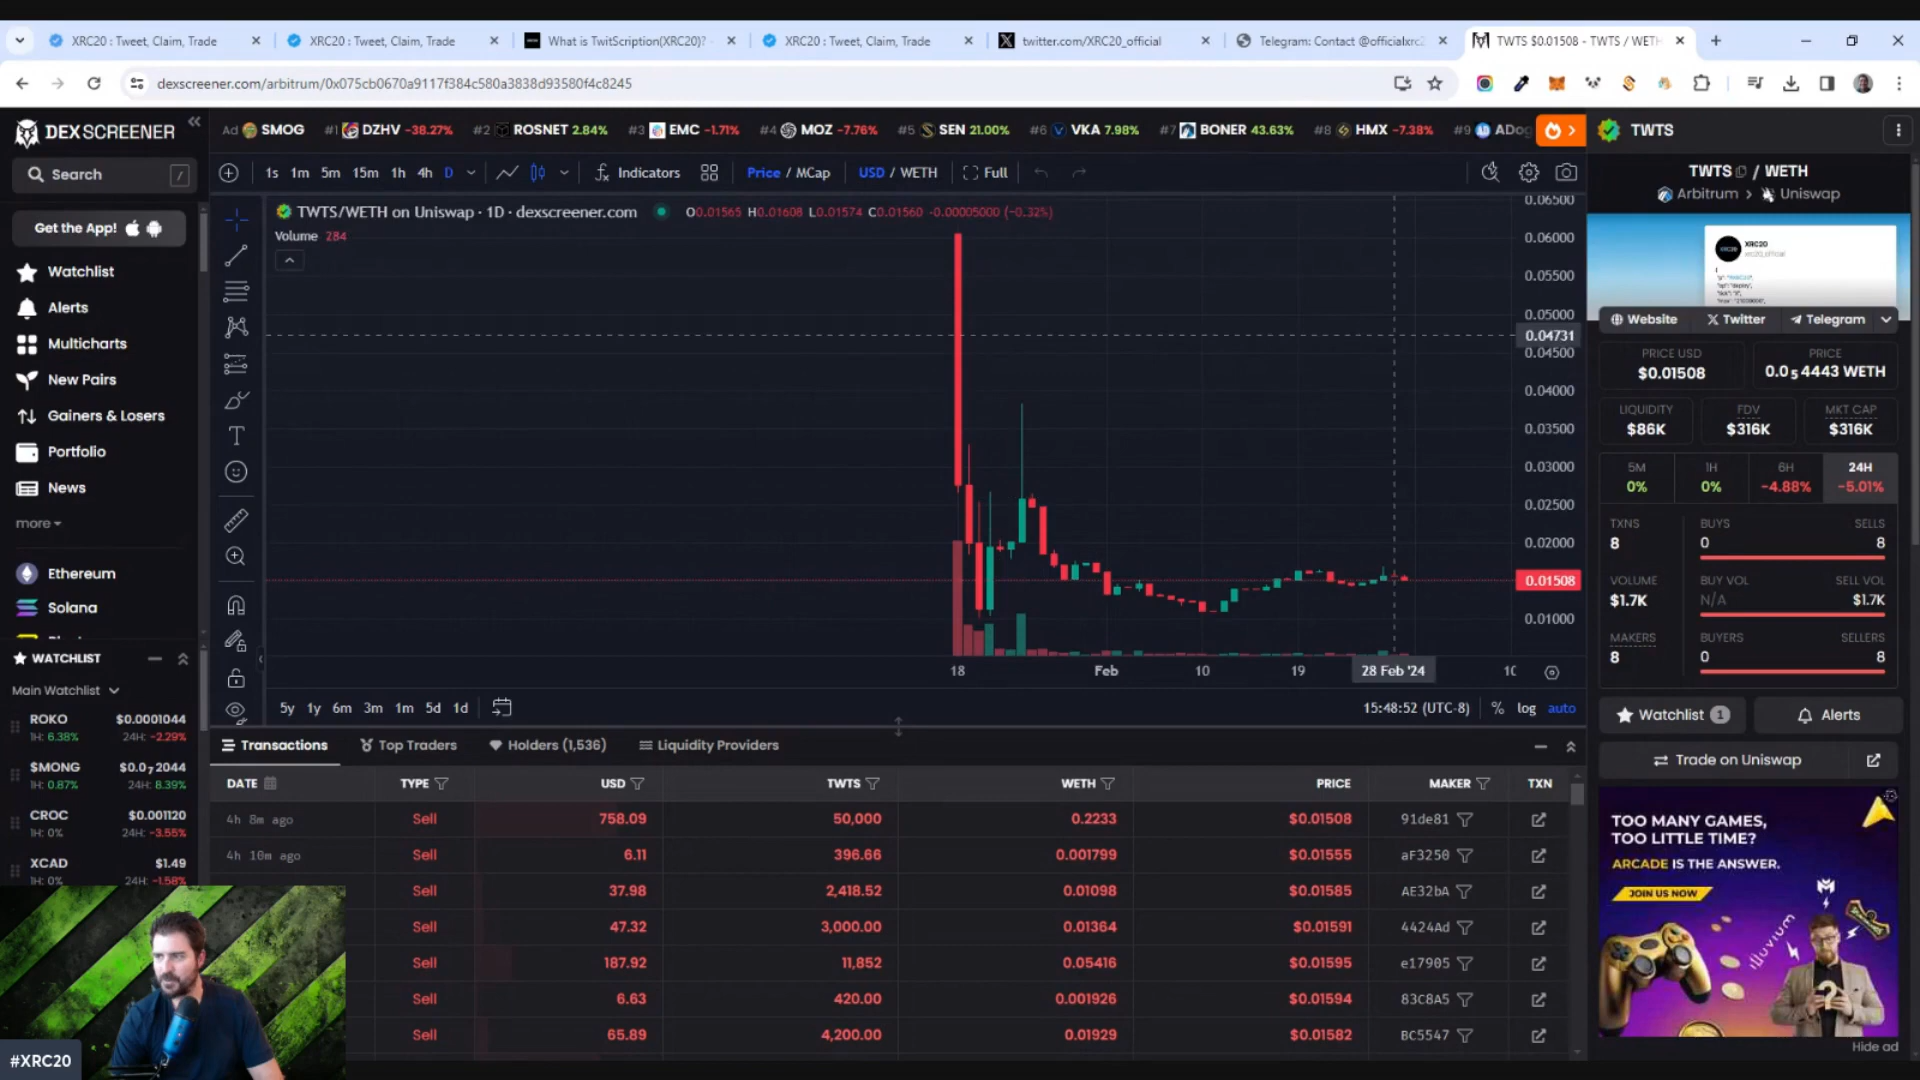 XRC20 : Tweet, Claim, Trade
XRC20 : Tweet, Claim, Trade
What is TwitScription(XRC20)? -
XRC20 : Tweet, Claim, Trade
twitter.com/XRC20_official
Telegram: Contact @officialxrc2
TWTS $0.01508 - TWTS / WETH
dexscreener.com/arbitrum/0x075cb0670a9117f384c580a3838d93580f4c8245
DEX SCREENER
Ad SMOG #1 DZHV -38.27% #2 ROSNET 2.84% #3 EMC -1.71% #4 MOZ -7.76% #5 SEN 21.00% #6 VKA 7.98% #7 BONER 43.63% #8 HMX -7.38% #9 ADog
TWTS
Search /
Get the App!
Watchlist
Alerts
Multicharts
New Pairs
Gainers & Losers
Portfolio
News
more
Ethereum
Solana
WATCHLIST
Main Watchlist
ROKO $0.0001044
1H: 6.38% 24H: -2.29%
$MONG $0.0₇2044
1H: 0.87% 24H: 8.39%
CROC $0.001120
1H: 0% 24H: -3.55%
XCAD $1.49
1H: 0% 24H: -1.58%
1s 1m 5m 15m 1h 4h D Indicators Price / MCap USD / WETH Full
TWTS/WETH on Uniswap · 1D · dexscreener.com O0.01565 H0.01608 L0.01574 C0.01560 -0.00005000 (-0.32%)
Volume 284
0.06500
0.06000
0.05500
0.05000
0.04731
0.04500
0.04000
0.03500
0.03000
0.02500
0.02000
0.01508
0.01000
18 Feb 10 19 28 Feb '24 10
5y 1y 6m 3m 1m 5d 1d 15:48:52 (UTC-8) % log auto
Transactions Top Traders Holders (1,536) Liquidity Providers
DATE TYPE USD TWTS WETH PRICE MAKER TXN
4h 8m ago Sell 758.09 50,000 0.2233 $0.01508 91de81
4h 10m ago Sell 6.11 396.66 0.001799 $0.01555 aF3250
Sell 37.98 2,418.52 0.01098 $0.01585 AE32bA
Sell 47.32 3,000.00 0.01364 $0.01591 4424Ad
Sell 187.92 11,852 0.05416 $0.01595 e17905
Sell 6.63 420.00 0.001926 $0.01594 83C8A5
Sell 65.89 4,200.00 0.01929 $0.01582 BC5547
#XRC20
TWTS / WETH
Arbitrum > Uniswap
XRC20
Website Twitter Telegram
PRICE USD PRICE
$0.01508 0.0₅4443 WETH
LIQUIDITY FDV MKT CAP
$86K $316K $316K
5M 1H 6H 24H
0% 0% -4.88% -5.01%
TXNS BUYS SELLS
8 0 8
VOLUME BUY VOL SELL VOL
$1.7K N/A $1.7K
MAKERS BUYERS SELLERS
8 0 8
Watchlist 1 Alerts
Trade on Uniswap
TOO MANY GAMES,
TOO LITTLE TIME?
ARCADE IS THE ANSWER.
JOIN US NOW
illuvium
Hide ad